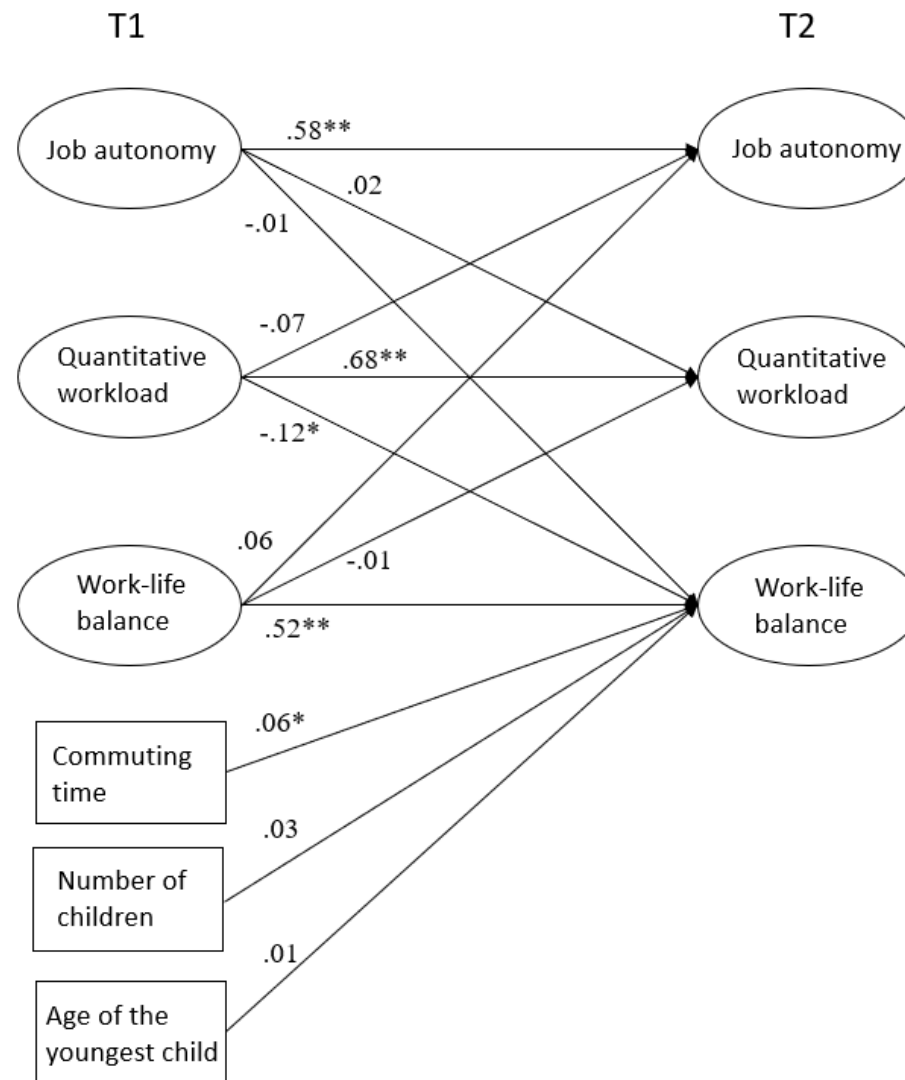 T1
T2
Job autonomy
.58**
Job autonomy
.02
-.01
-.07
Quantitative
workload
.68**
Quantitative
workload
-.12*
.06
-.01
Work-life
balance
.52**
Work-life
balance
.06*
Commuting
time
.03
Number of
children
.01
Age of the
youngest child